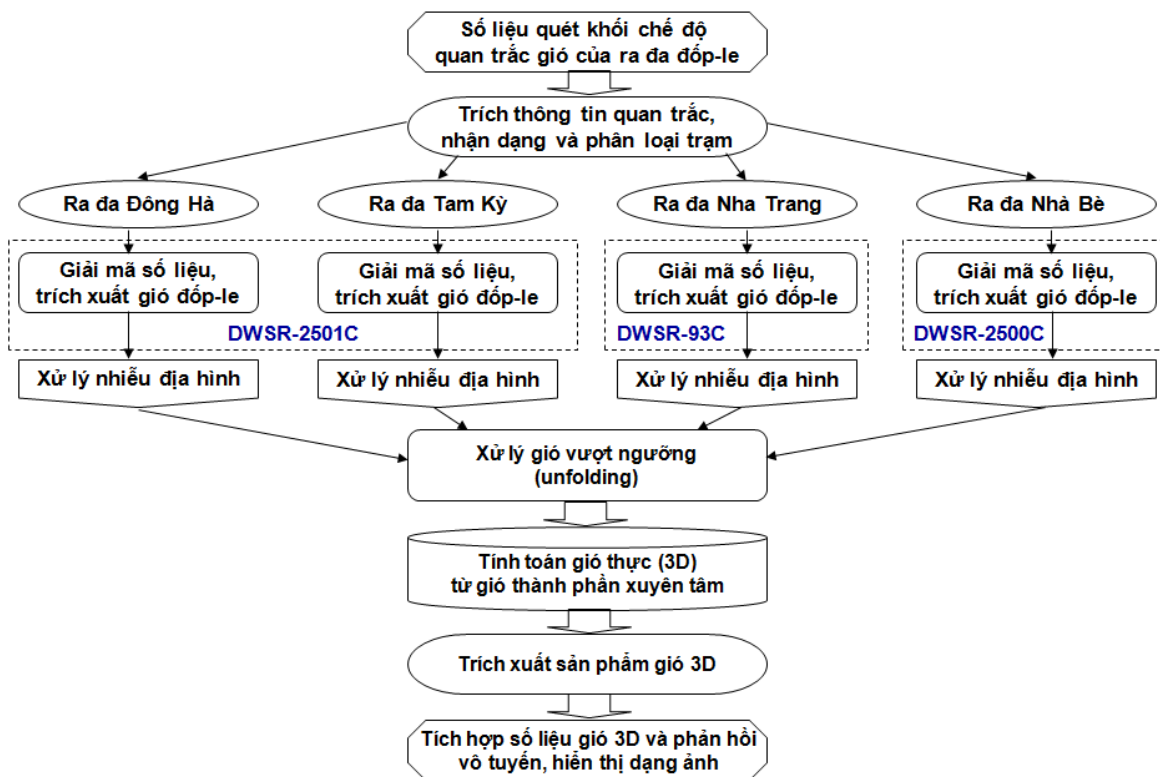 Số liệu quét khối chế độ
quan trắc gió của ra đa đốp-le
Trích thông tin quan trắc,
nhận dạng và phân loại trạm
Ra đa Đông Hà
Ra đa Tam Kỳ
Ra đa Nha Trang
Ra đa Nhà Bè
Giải mã số liệu,
trích xuất gió đốp-le
Giải mã số liệu,
trích xuất gió đốp-le
Giải mã số liệu,
trích xuất gió đốp-le
Giải mã số liệu,
trích xuất gió đốp-le
DWSR-2501C
DWSR-93C
DWSR-2500C
Xử lý nhiễu địa hình
Xử lý nhiễu địa hình
Xử lý nhiễu địa hình
Xử lý nhiễu địa hình
Xử lý gió vượt ngưỡng
(unfolding)
Tính toán gió thực (3D)
từ gió thành phần xuyên tâm
Trích xuất sản phẩm gió 3D
Tích hợp số liệu gió 3D và phản hồi
vô tuyến, hiển thị dạng ảnh